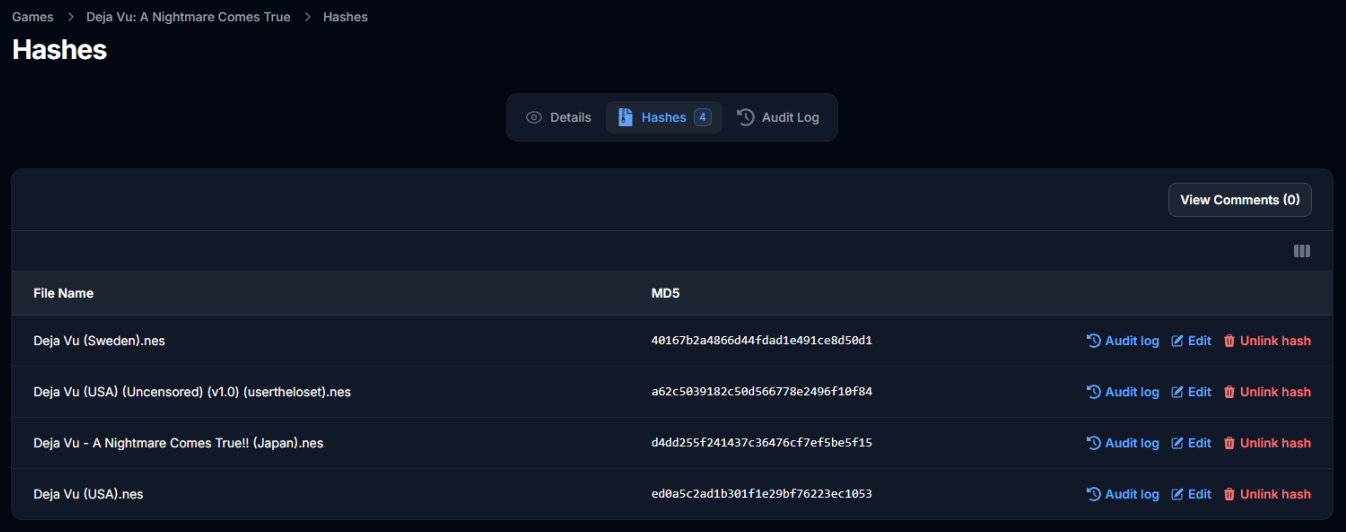 Games > Deja Vu: A Nightmare Comes True > Hashes
Hashes
Details Hashes 4 Audit Log
View Comments (0)
File Name MD5
Deja Vu (Sweden).nes 40167b2a4866d44fdad1e491ce8d50d1 Audit log Edit Unlink hash
Deja Vu (USA) (Uncensored) (v1.0) (usertheloset).nes a62c5039182c50d566778e2496f10f84 Audit log Edit Unlink hash
Deja Vu - A Nightmare Comes True!! (Japan).nes d4dd255f241437c36476cf7ef5be5f15 Audit log Edit Unlink hash
Deja Vu (USA).nes ed0a5c2ad1b301f1e29bf76223ec1053 Audit log Edit Unlink hash